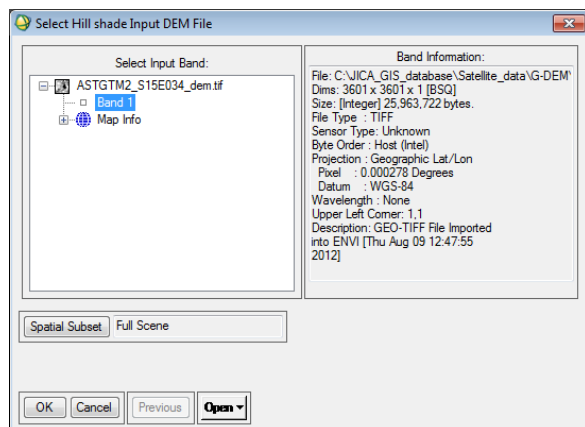 Select Hill shade Input DEM File
Select Input Band:
ASTGTM2_S15E034_dem.tif
Band 1
Map Info
Band Information:
File: C:\JICA_GIS_database\Satellite_data\G-DEM\
Dims: 3601 x 3601 x 1 [BSQ]
Size: [Integer] 25,963,722 bytes.
File Type : TIFF
Sensor Type: Unknown
Byte Order : Host (Intel)
Projection : Geographic Lat/Lon
Pixel : 0.000278 Degrees
Datum : WGS-84
Wavelength : None
Upper Left Corner: 1,1
Description: GEO-TIFF File Imported
into ENVI [Thu Aug 09 12:47:55
2012]
Spatial Subset Full Scene
OK Cancel Previous Open